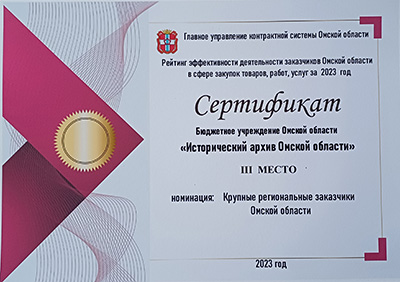 Главное управление контрактной системы Омской области
Рейтинг эффективности деятельности заказчиков Омской области
в сфере закупок товаров, работ, услуг за 2023 год
Сертификат
Бюджетное учреждение Омской области
«Исторический архив Омской области»
III МЕСТО
номинация: Крупные региональные заказчики
Омской области
2023 год